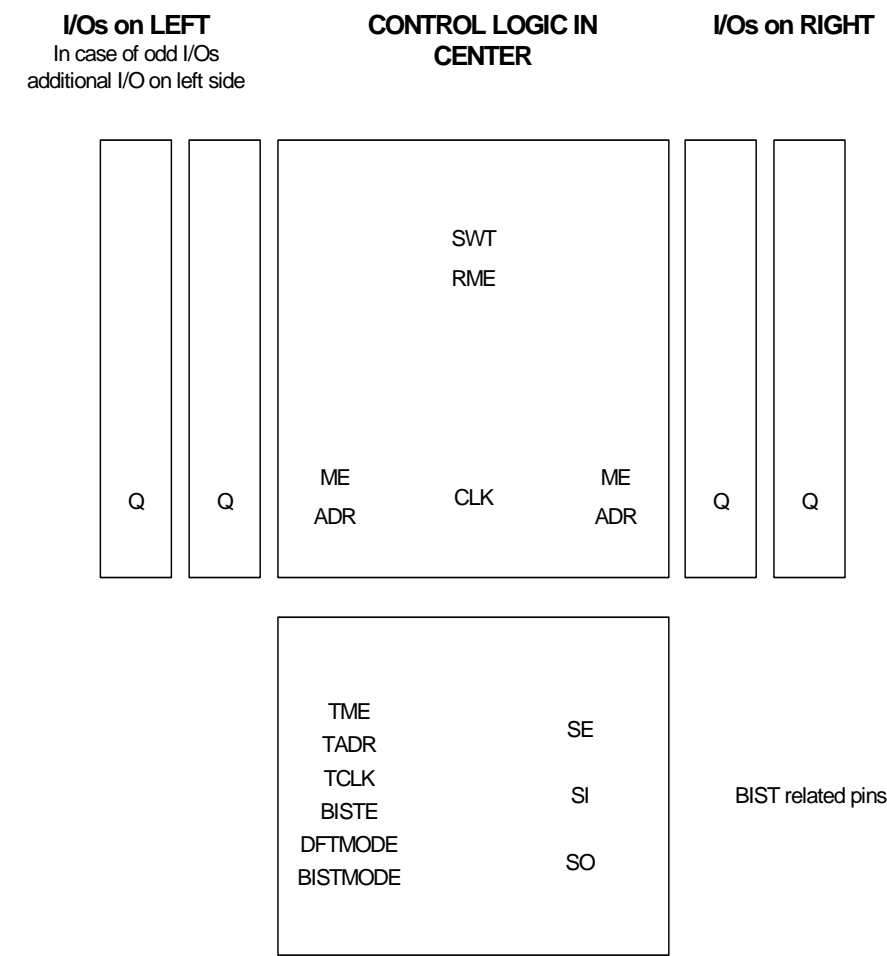 I/Os on LEFT
In case of odd I/Os
additional I/O on left side
CONTROL LOGIC IN
CENTER
I/Os on RIGHT
SWT
RME
Q
Q
ME
ADR
CLK
ME
ADR
Q
Q
TME
TADR
TCLK
BISTE
DFTMODE
BISTMODE
SE
SI
SO
BIST related pins